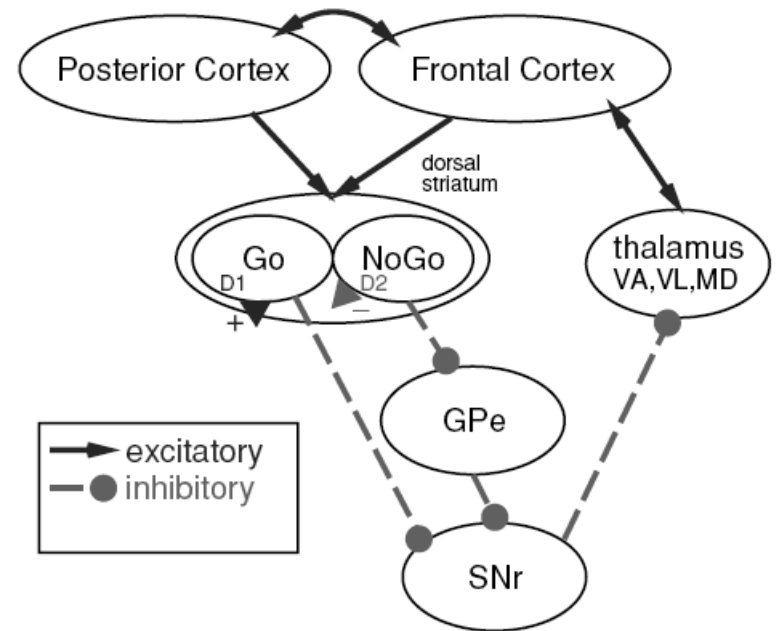 Posterior Cortex
Frontal Cortex
dorsal
striatum
Go
NoGo
D1
D2
+
–
thalamus
VA,VL,MD
GPe
excitatory
inhibitory
SNr